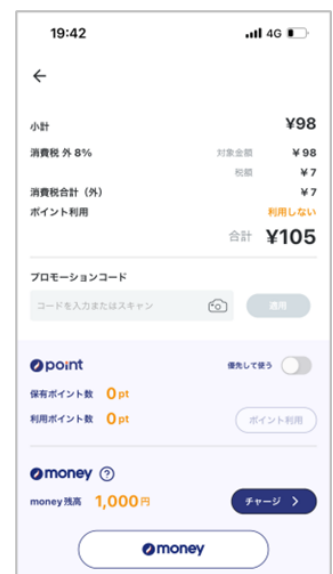 19:42 4G
小計 ¥98
消費税 外 8% 対象金額 ¥ 98
税額 ¥ 7
消費税合計（外） ¥ 7
ポイント利用 利用しない
合計 ¥105
プロモーションコード
コードを入力またはスキャン 適用
point 優先して使う
保有ポイント数 0 pt
利用ポイント数 0 pt ポイント利用
money ?
money 残高 1,000 円 チャージ >
money